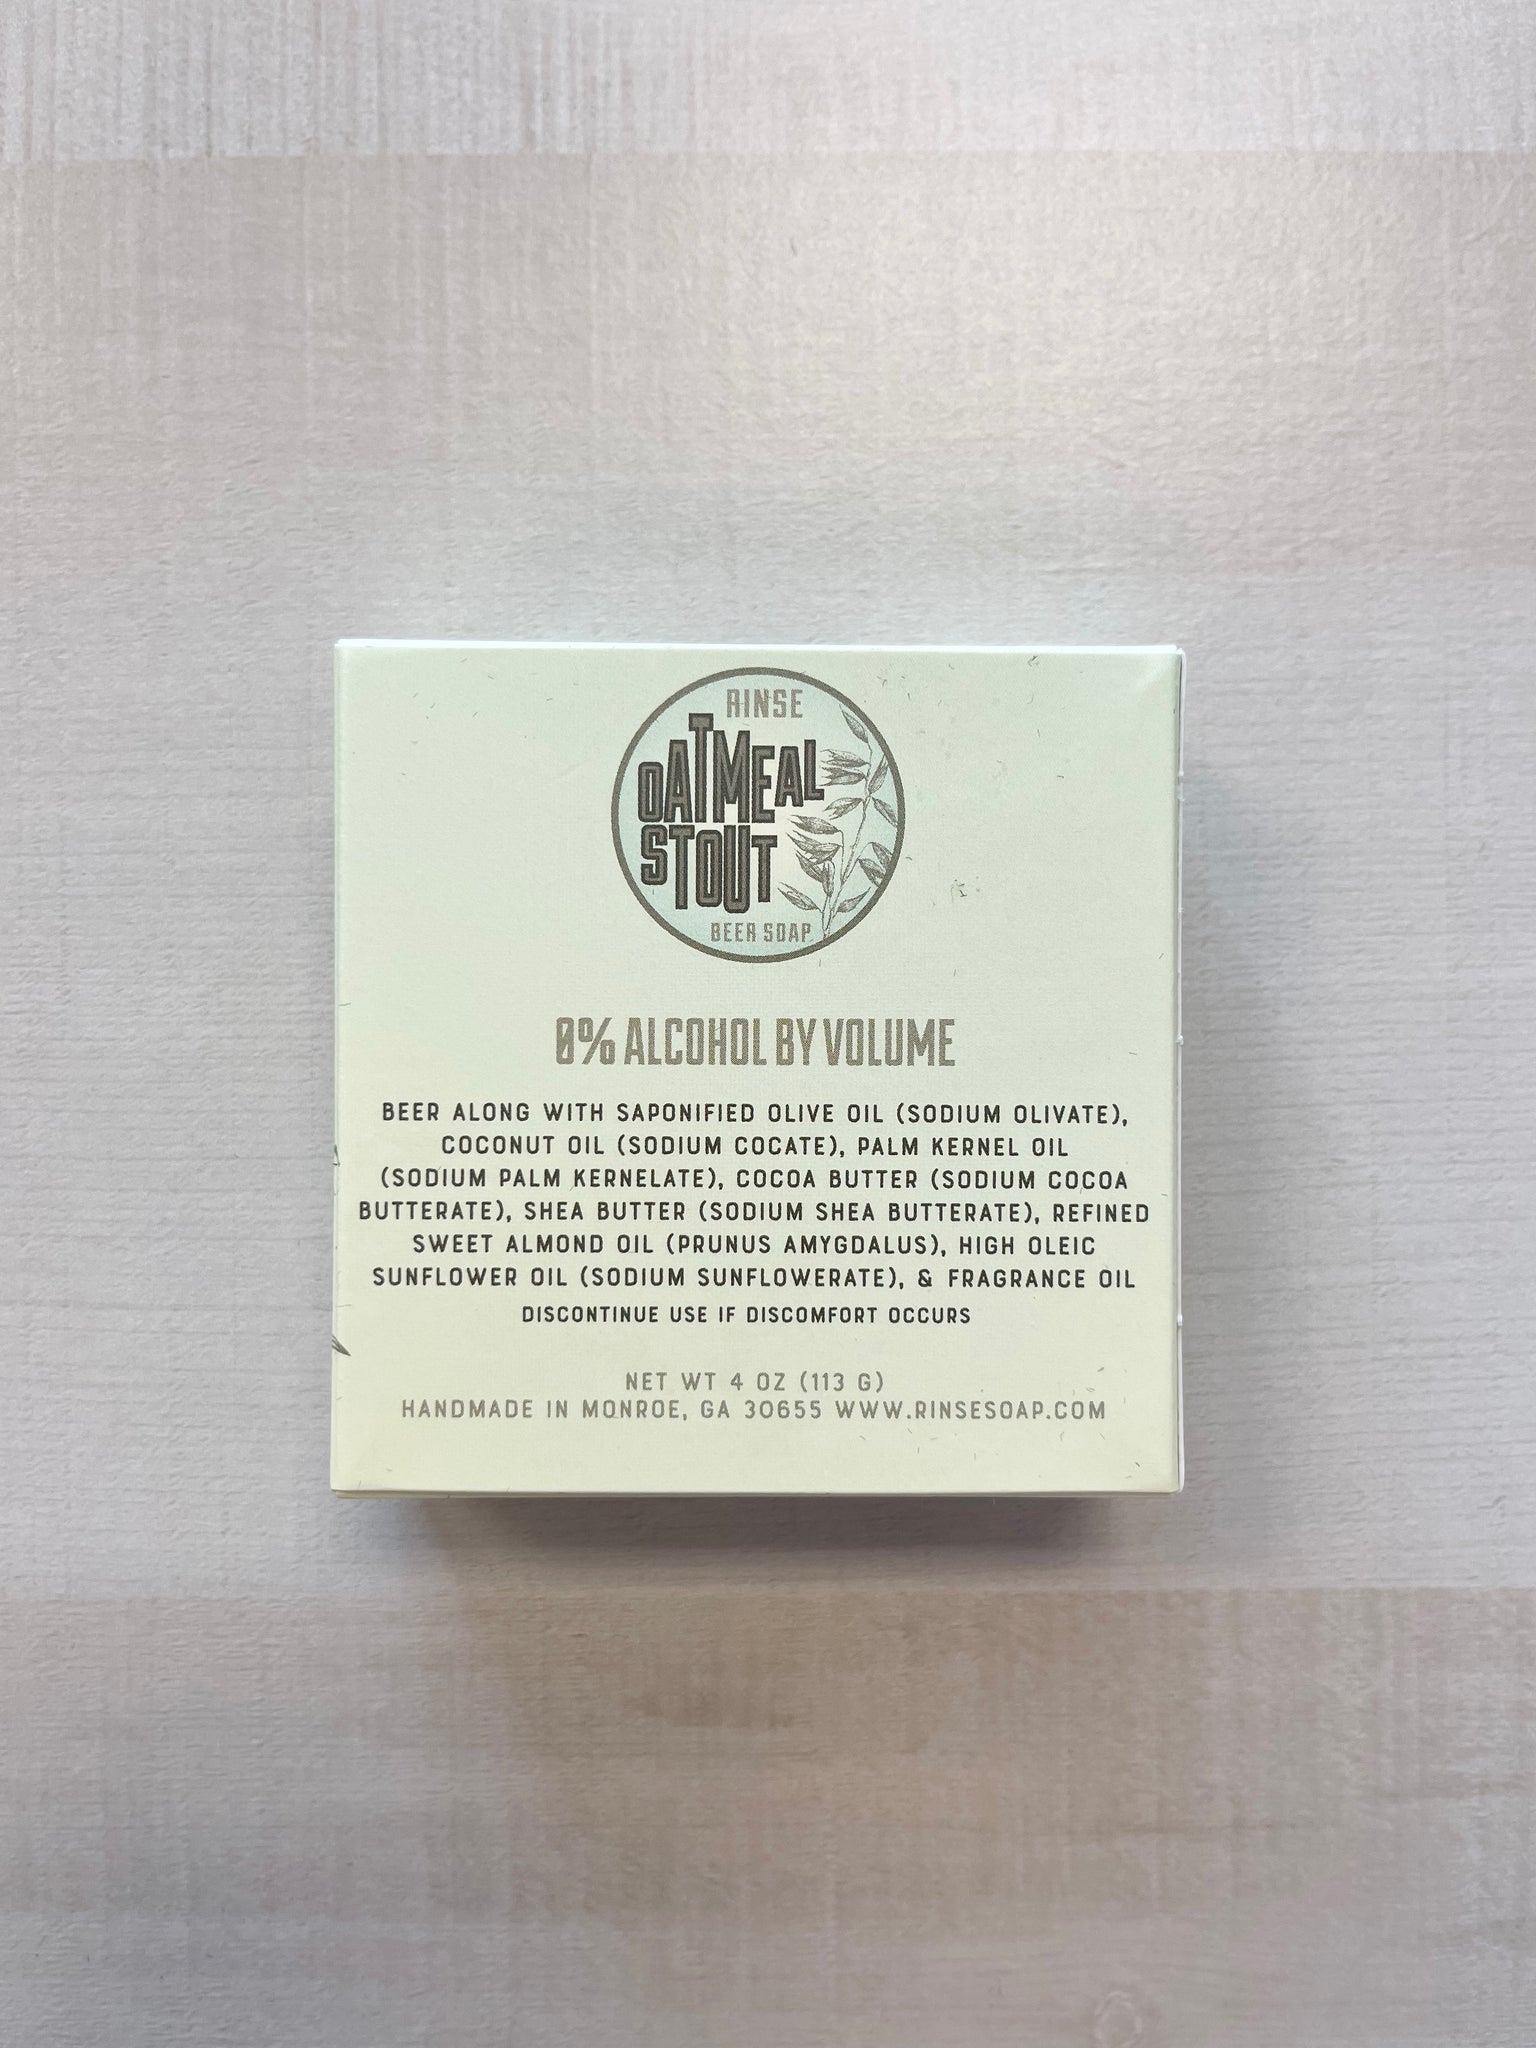 RINSE
OATMEAL
STOUT
BEER SOAP
0% ALCOHOL BY VOLUME
BEER ALONG WITH SAPONIFIED OLIVE OIL (SODIUM OLIVATE),
COCONUT OIL (SODIUM COCATE), PALM KERNEL OIL
(SODIUM PALM KERNELATE), COCOA BUTTER (SODIUM COCOA
BUTTERATE), SHEA BUTTER (SODIUM SHEA BUTTERATE), REFINED
SWEET ALMOND OIL (PRUNUS AMYGDALUS), HIGH OLEIC
SUNFLOWER OIL (SODIUM SUNFLOWERATE), & FRAGRANCE OIL
DISCONTINUE USE IF DISCOMFORT OCCURS
NET WT 4 OZ (113 G)
HANDMADE IN MONROE, GA 30655 WWW.RINSESOAP.COM